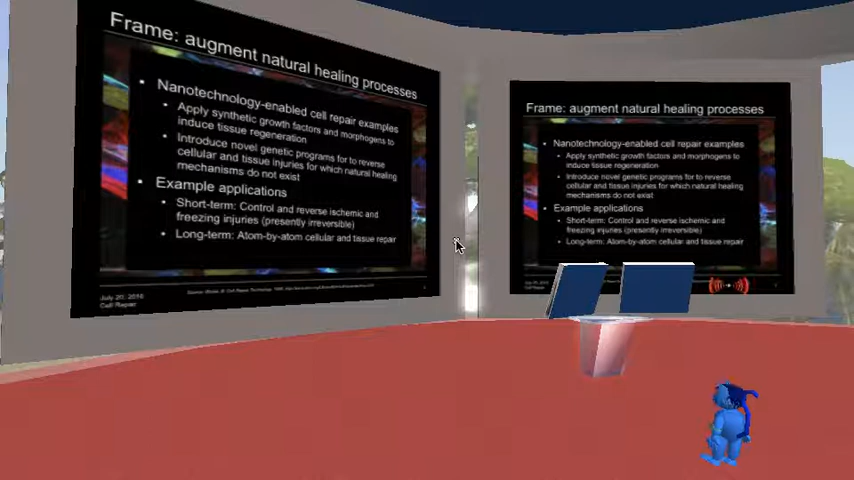 Frame: augment natural healing processes
Nanotechnology-enabled cell repair examples
Apply synthetic growth factors and morphogens to
induce tissue regeneration
Introduce novel genetic programs for to reverse
cellular and tissue injuries for which natural healing
mechanisms do not exist
Example applications
Short-term: Control and reverse ischemic and
freezing injuries (presently irreversible)
Long-term: Atom-by-atom cellular and tissue repair
July 20, 2010
Cell Repair
Frame: augment natural healing processes
Nanotechnology-enabled cell repair examples
Apply synthetic growth factors and morphogens to
induce tissue regeneration
Introduce novel genetic programs for to reverse
cellular and tissue injuries for which natural healing
mechanisms do not exist
Example applications
Short-term: Control and reverse ischemic and
freezing injuries (presently irreversible)
Long-term: Atom-by-atom cellular and tissue repair